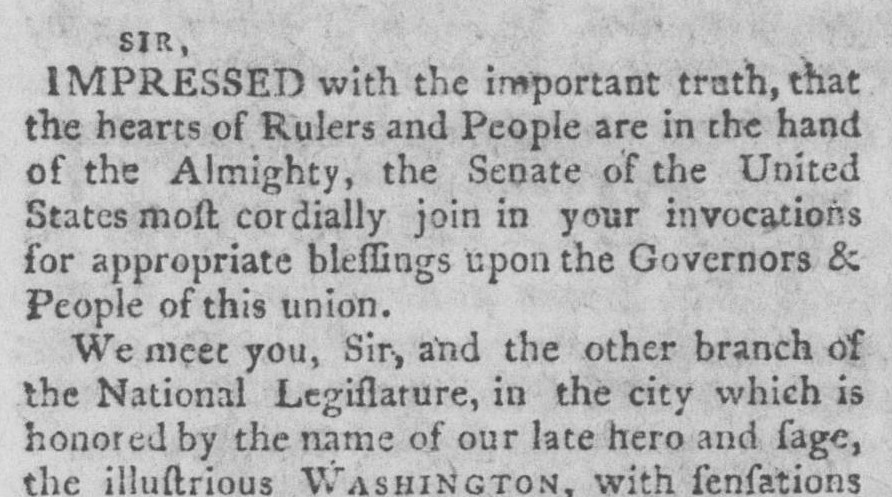 SIR,
IMPRESSED with the important truth, that
the hearts of Rulers and People are in the hand
of the Almighty, the Senate of the United
States moſt cordially join in your invocations
for appropriate bleſſings upon the Governors &
People of this union.
We meet you, Sir, and the other branch of
the National Legiſlature, in the city which is
honored by the name of our late hero and ſage,
the illuſtrious WASHINGTON, with ſenſations